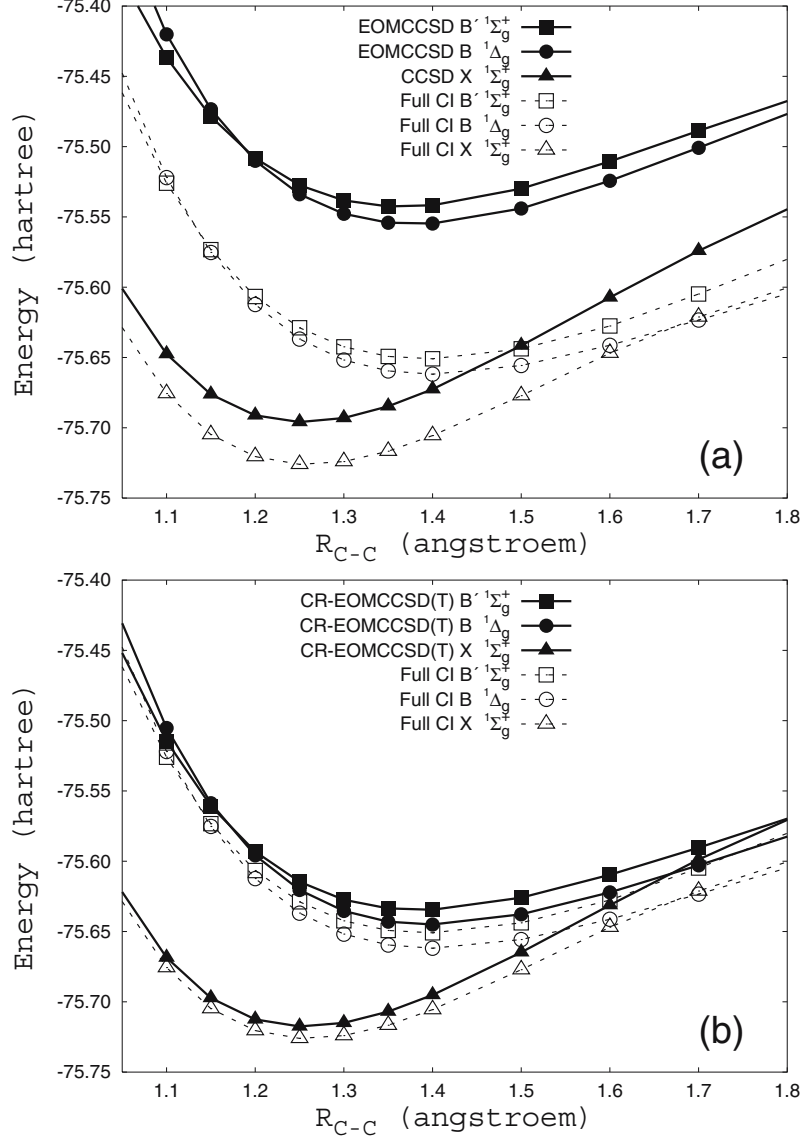 -75.40
-75.45
-75.50
-75.55
-75.60
-75.65
-75.70
-75.75
Energy (hartree)
EOMCCSD B´ ¹Σg⁺
EOMCCSD B ¹Δg
CCSD X ¹Σg⁺
Full CI B´ ¹Σg⁺
Full CI B ¹Δg
Full CI X ¹Σg⁺
(a)
1.1 1.2 1.3 1.4 1.5 1.6 1.7 1.8
R_C-C (angstroem)
-75.40
-75.45
-75.50
-75.55
-75.60
-75.65
-75.70
-75.75
Energy (hartree)
CR-EOMCCSD(T) B´ ¹Σg⁺
CR-EOMCCSD(T) B ¹Δg
CR-EOMCCSD(T) X ¹Σg⁺
Full CI B´ ¹Σg⁺
Full CI B ¹Δg
Full CI X ¹Σg⁺
(b)
1.1 1.2 1.3 1.4 1.5 1.6 1.7 1.8
R_C-C (angstroem)